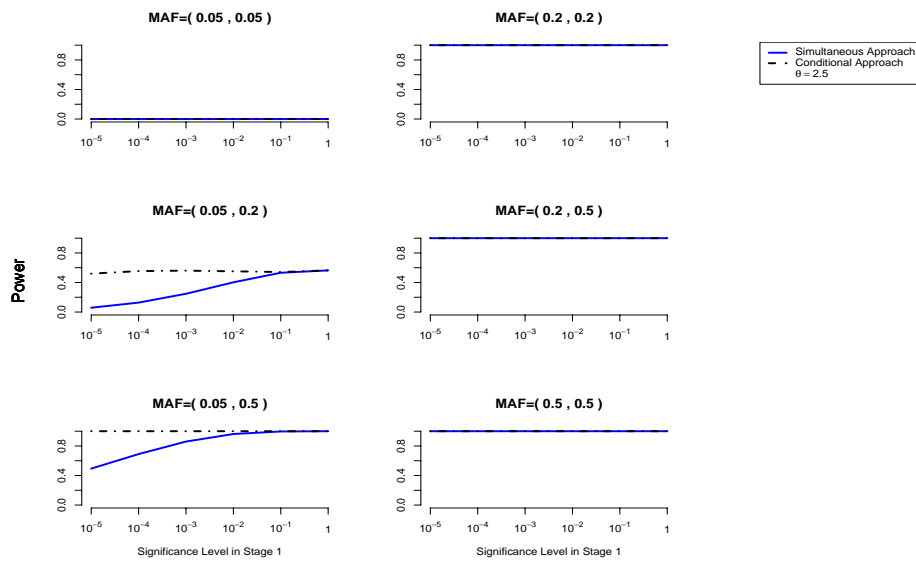 MAF=( 0.05 , 0.05 )
0.0 0.4 0.8
10−5 10−4 10−3 10−2 10−1 1
MAF=( 0.2 , 0.2 )
0.0 0.4 0.8
10−5 10−4 10−3 10−2 10−1 1
Simultaneous Approach
Conditional Approach
θ = 2.5
MAF=( 0.05 , 0.2 )
0.0 0.4 0.8
10−5 10−4 10−3 10−2 10−1 1
MAF=( 0.2 , 0.5 )
0.0 0.4 0.8
10−5 10−4 10−3 10−2 10−1 1
Power
MAF=( 0.05 , 0.5 )
0.0 0.4 0.8
10−5 10−4 10−3 10−2 10−1 1
Significance Level in Stage 1
MAF=( 0.5 , 0.5 )
0.0 0.4 0.8
10−5 10−4 10−3 10−2 10−1 1
Significance Level in Stage 1